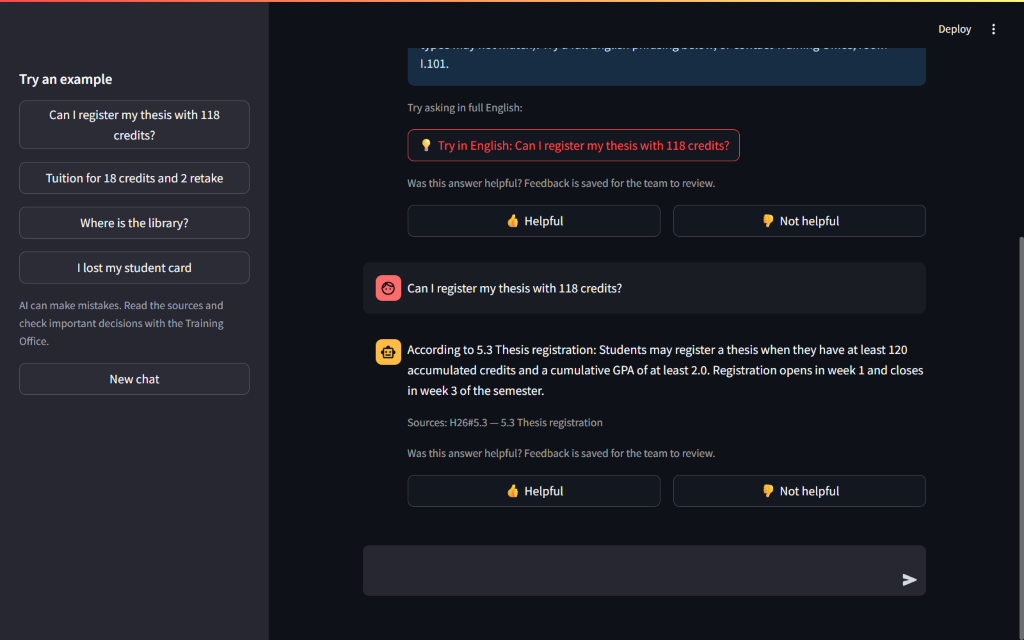 Deploy
Try an example
Can I register my thesis with 118
credits?
Tuition for 18 credits and 2 retake
Where is the library?
I lost my student card
AI can make mistakes. Read the sources and
check important decisions with the Training
Office.
New chat
I.101.
Try asking in full English:
Try in English: Can I register my thesis with 118 credits?
Was this answer helpful? Feedback is saved for the team to review.
Helpful
Not helpful
Can I register my thesis with 118 credits?
According to 5.3 Thesis registration: Students may register a thesis when they have at least 120
accumulated credits and a cumulative GPA of at least 2.0. Registration opens in week 1 and closes
in week 3 of the semester.
Sources: H26#5.3 — 5.3 Thesis registration
Was this answer helpful? Feedback is saved for the team to review.
Helpful
Not helpful